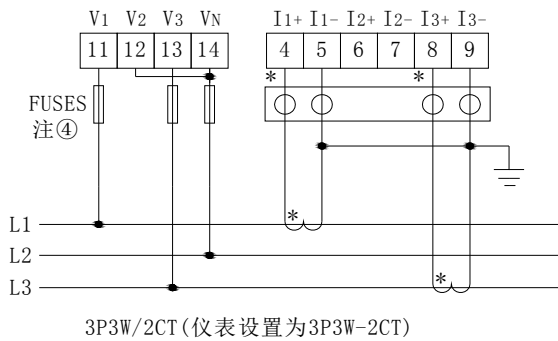 V1 V2 V3 VN I1+ I1- I2+ I2- I3+ I3-
11 12 13 14 4 5 6 7 8 9
* *
FUSES
注④
L1 *
L2
L3 *
3P3W/2CT(仪表设置为3P3W-2CT)